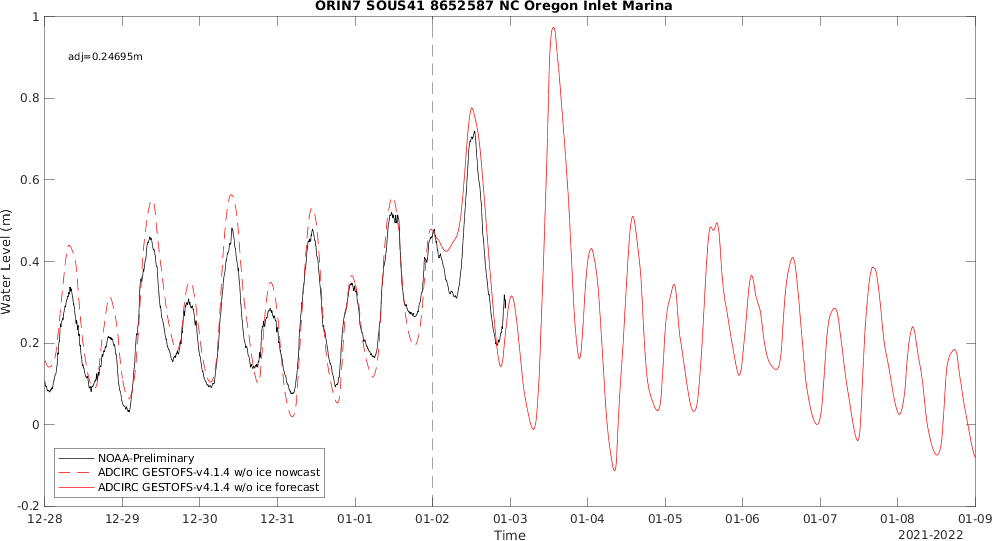 ORIN7 SOUS41 8652587 NC Oregon Inlet Marina
adj=0.24695m
Water Level (m)
1
0.8
0.6
0.4
0.2
0
-0.2
NOAA-Preliminary
ADCIRC GESTOFS-v4.1.4 w/o ice nowcast
ADCIRC GESTOFS-v4.1.4 w/o ice forecast
12-28 12-29 12-30 12-31 01-01 01-02 01-03 01-04 01-05 01-06 01-07 01-08 01-09
Time
2021-2022